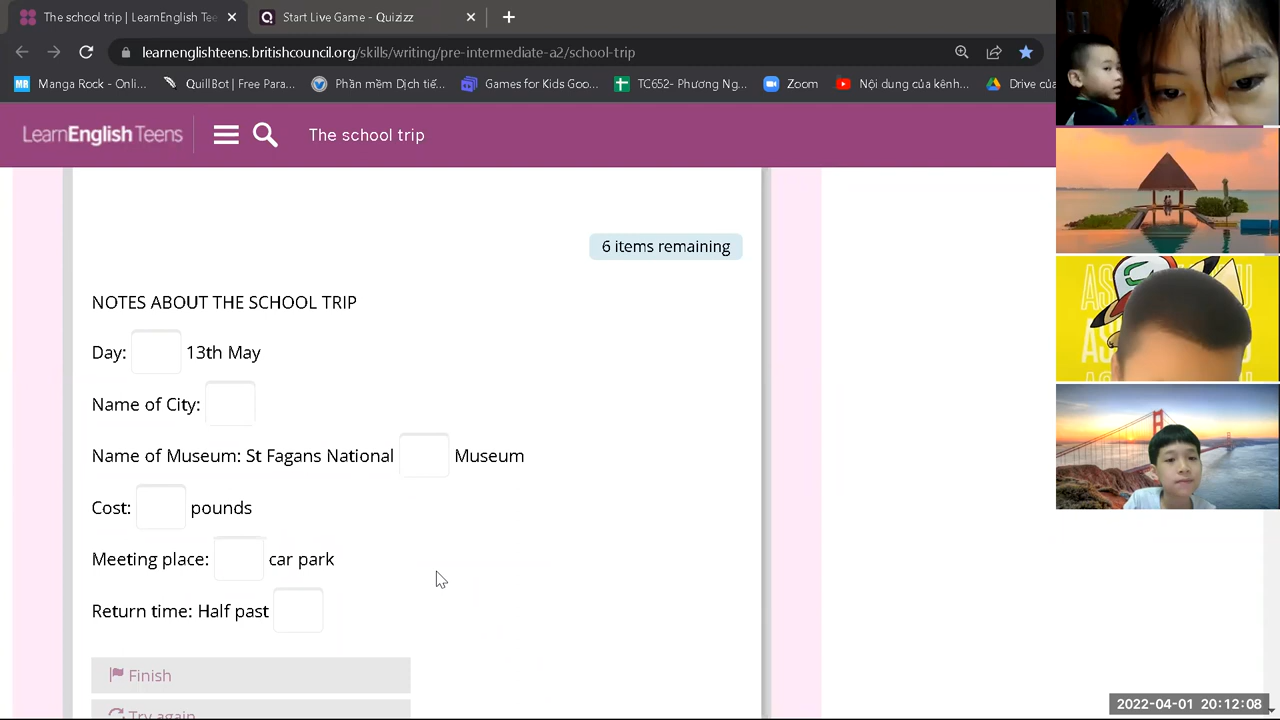 The school trip | LearnEnglish Tee
Start Live Game - Quizizz
learnenglishteens.britishcouncil.org/skills/writing/pre-intermediate-a2/school-trip
MR Manga Rock - Onli...
QuillBot | Free Para...
Phần mềm Dịch tiế...
Games for Kids Goo...
TC652- Phương Ng...
Zoom
Nội dung của kênh...
Drive củ
LearnEnglish Teens
The school trip
6 items remaining
NOTES ABOUT THE SCHOOL TRIP
Day: 13th May
Name of City:
Name of Museum: St Fagans National Museum
Cost: pounds
Meeting place: car park
Return time: Half past
Finish
Try again
2022-04-01 20:12:08